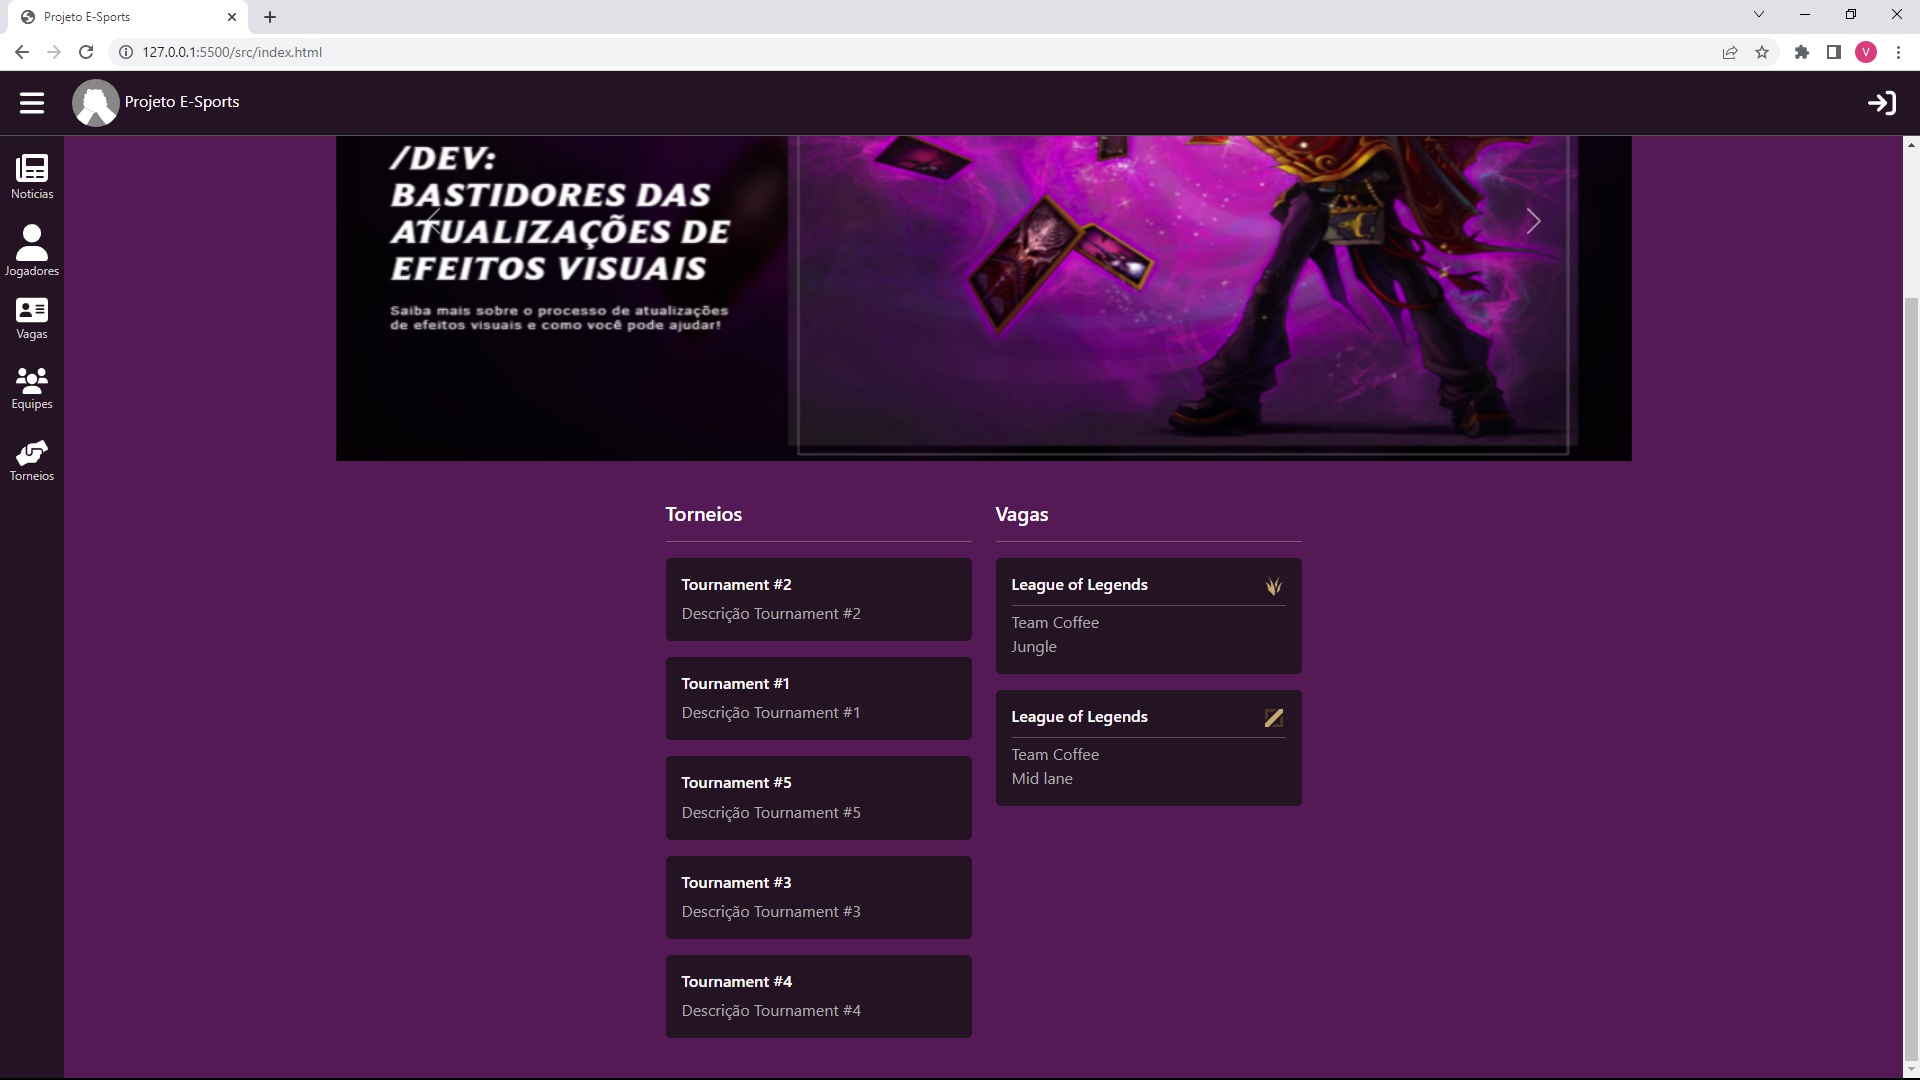 Projeto E-Sports
127.0.0.1:5500/src/index.html
V
Projeto E-Sports
Noticias
Jogadores
Vagas
Equipes
Torneios
/DEV:
BASTIDORES DAS
ATUALIZAÇÕES DE
EFEITOS VISUAIS
Saiba mais sobre o processo de atualizações
de efeitos visuais e como você pode ajudar!
Torneios
Tournament #2
Descrição Tournament #2
Tournament #1
Descrição Tournament #1
Tournament #5
Descrição Tournament #5
Tournament #3
Descrição Tournament #3
Tournament #4
Descrição Tournament #4
Vagas
League of Legends
Team Coffee
Jungle
League of Legends
Team Coffee
Mid lane